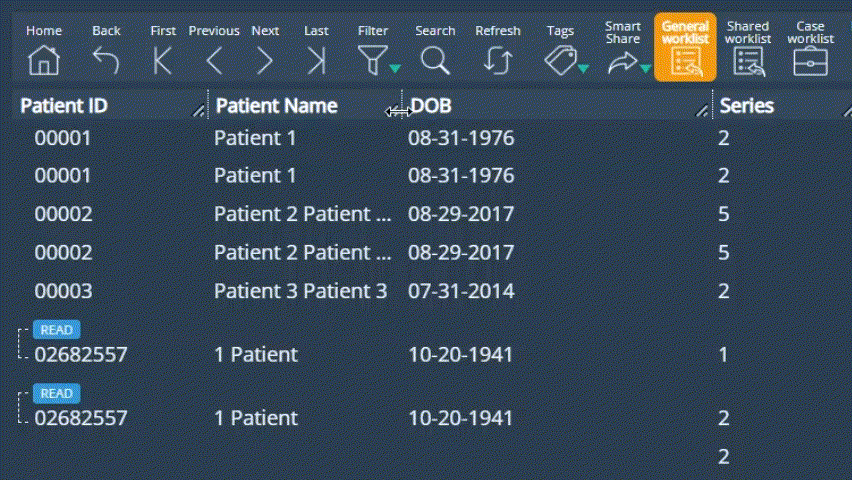 Home Back First Previous Next Last Filter Search Refresh Tags Smart Share General worklist Shared worklist Case worklist
Patient ID Patient Name DOB Series
00001 Patient 1 08-31-1976 2
00001 Patient 1 08-31-1976 2
00002 Patient 2 Patient ... 08-29-2017 5
00002 Patient 2 Patient ... 08-29-2017 5
00003 Patient 3 Patient 3 07-31-2014 2
READ
02682557 1 Patient 10-20-1941 1
READ
02682557 1 Patient 10-20-1941 2
2